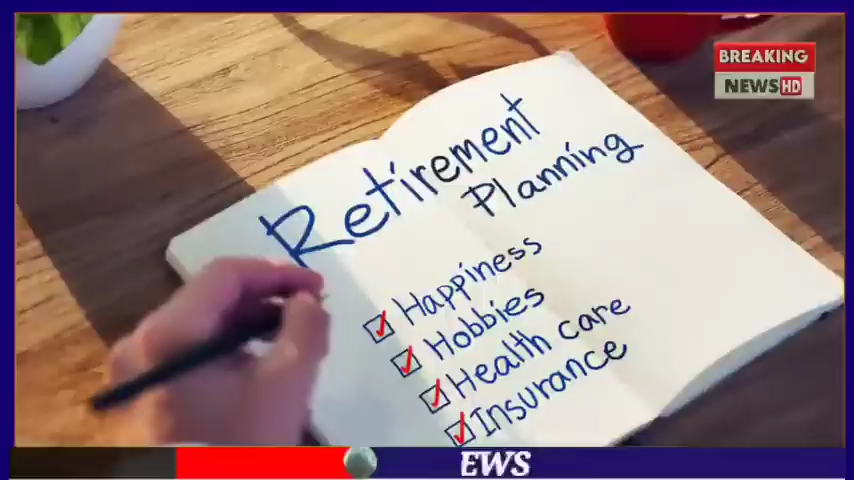 BREAKING
NEWS HD
Retirement
Planning
Happiness
Hobbies
Health care
Insurance
EWS